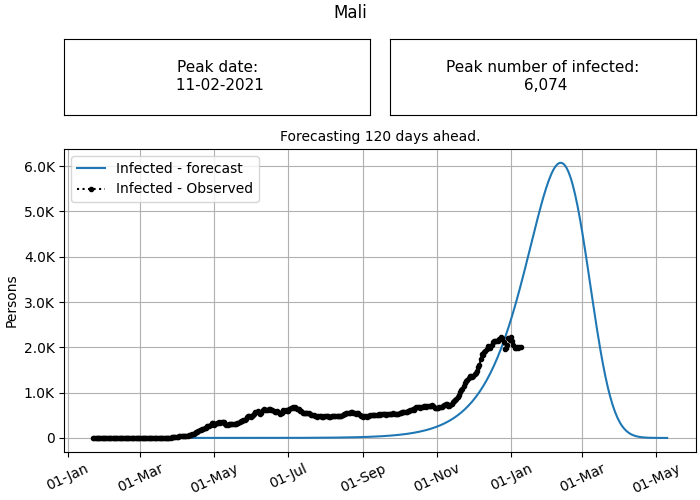 Mali
Peak date:
11-02-2021
Peak number of infected:
6,074
Forecasting 120 days ahead.
Infected - forecast
Infected - Observed
6.0K
5.0K
4.0K
3.0K
2.0K
1.0K
0
Persons
01-Jan
01-Mar
01-May
01-Jul
01-Sep
01-Nov
01-Jan
01-Mar
01-May